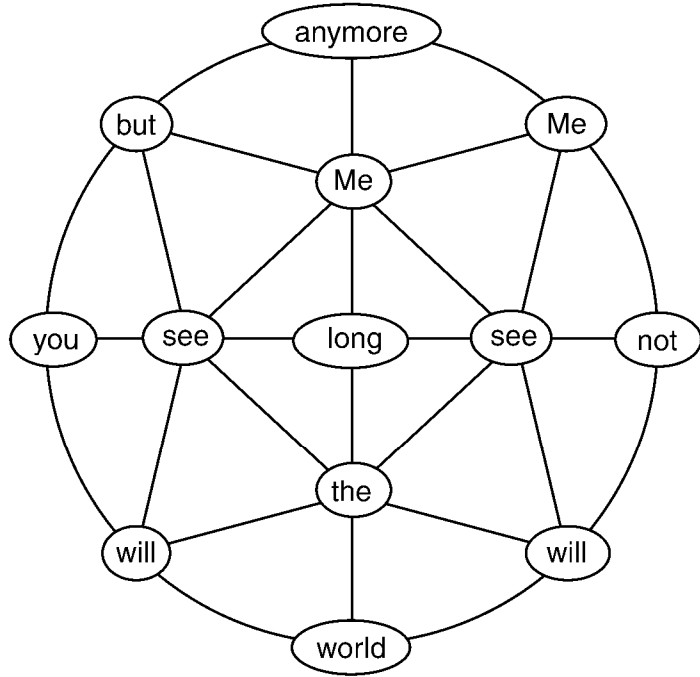 anymore
but Me
Me
you see long see not
the
will will
world